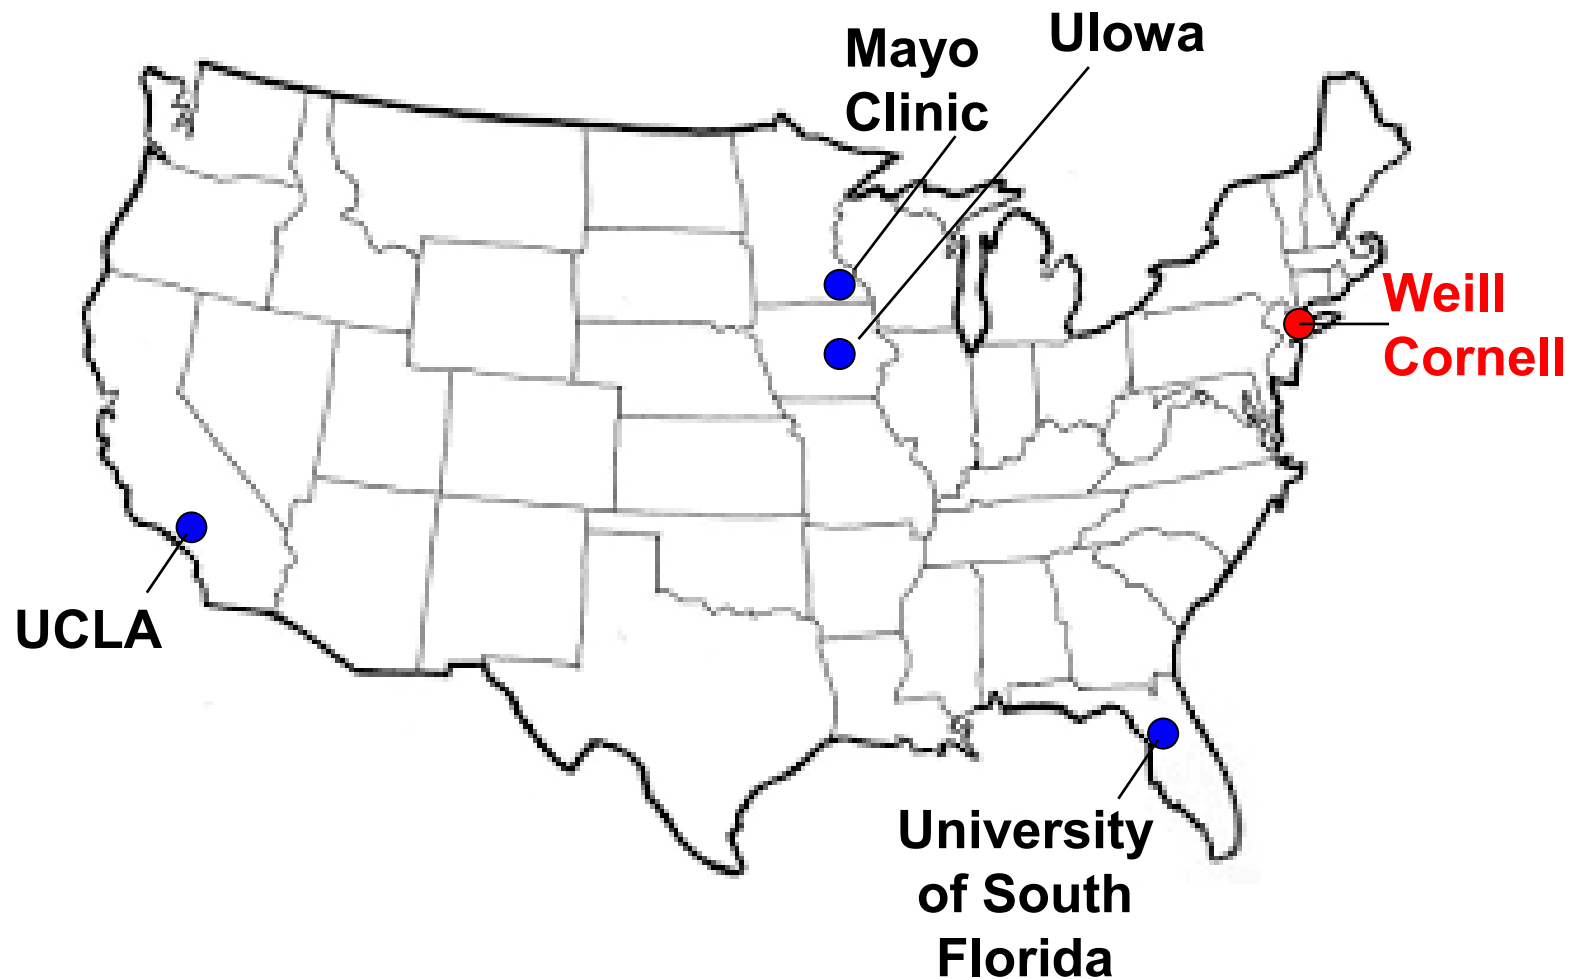 Mayo
Clinic
UIowa
Weill
Cornell
UCLA
University
of South
Florida